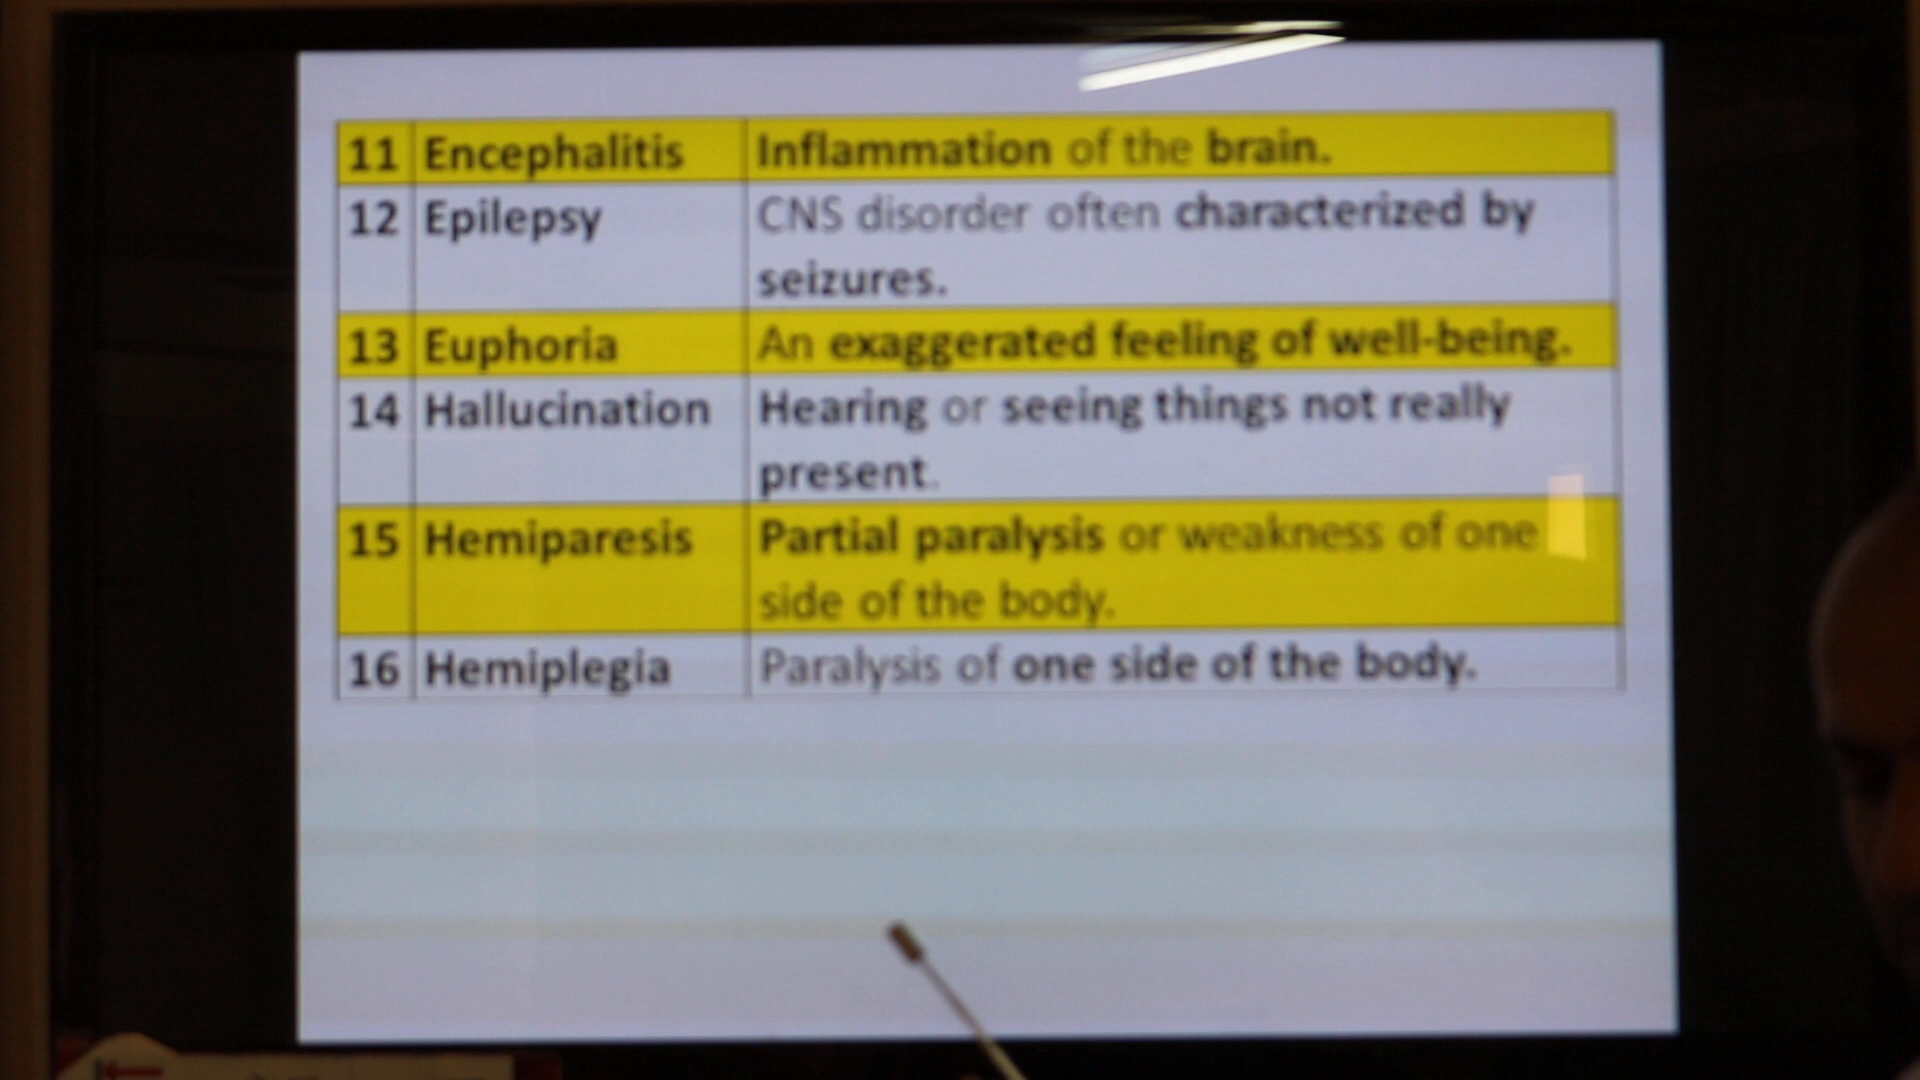 11 Encephalitis Inflammation of the brain.
12 Epilepsy CNS disorder often characterized by
seizures.
13 Euphoria An exaggerated feeling of well-being.
14 Hallucination Hearing or seeing things not really
present.
15 Hemiparesis Partial paralysis or weakness of one
side of the body.
16 Hemiplegia Paralysis of one side of the body.